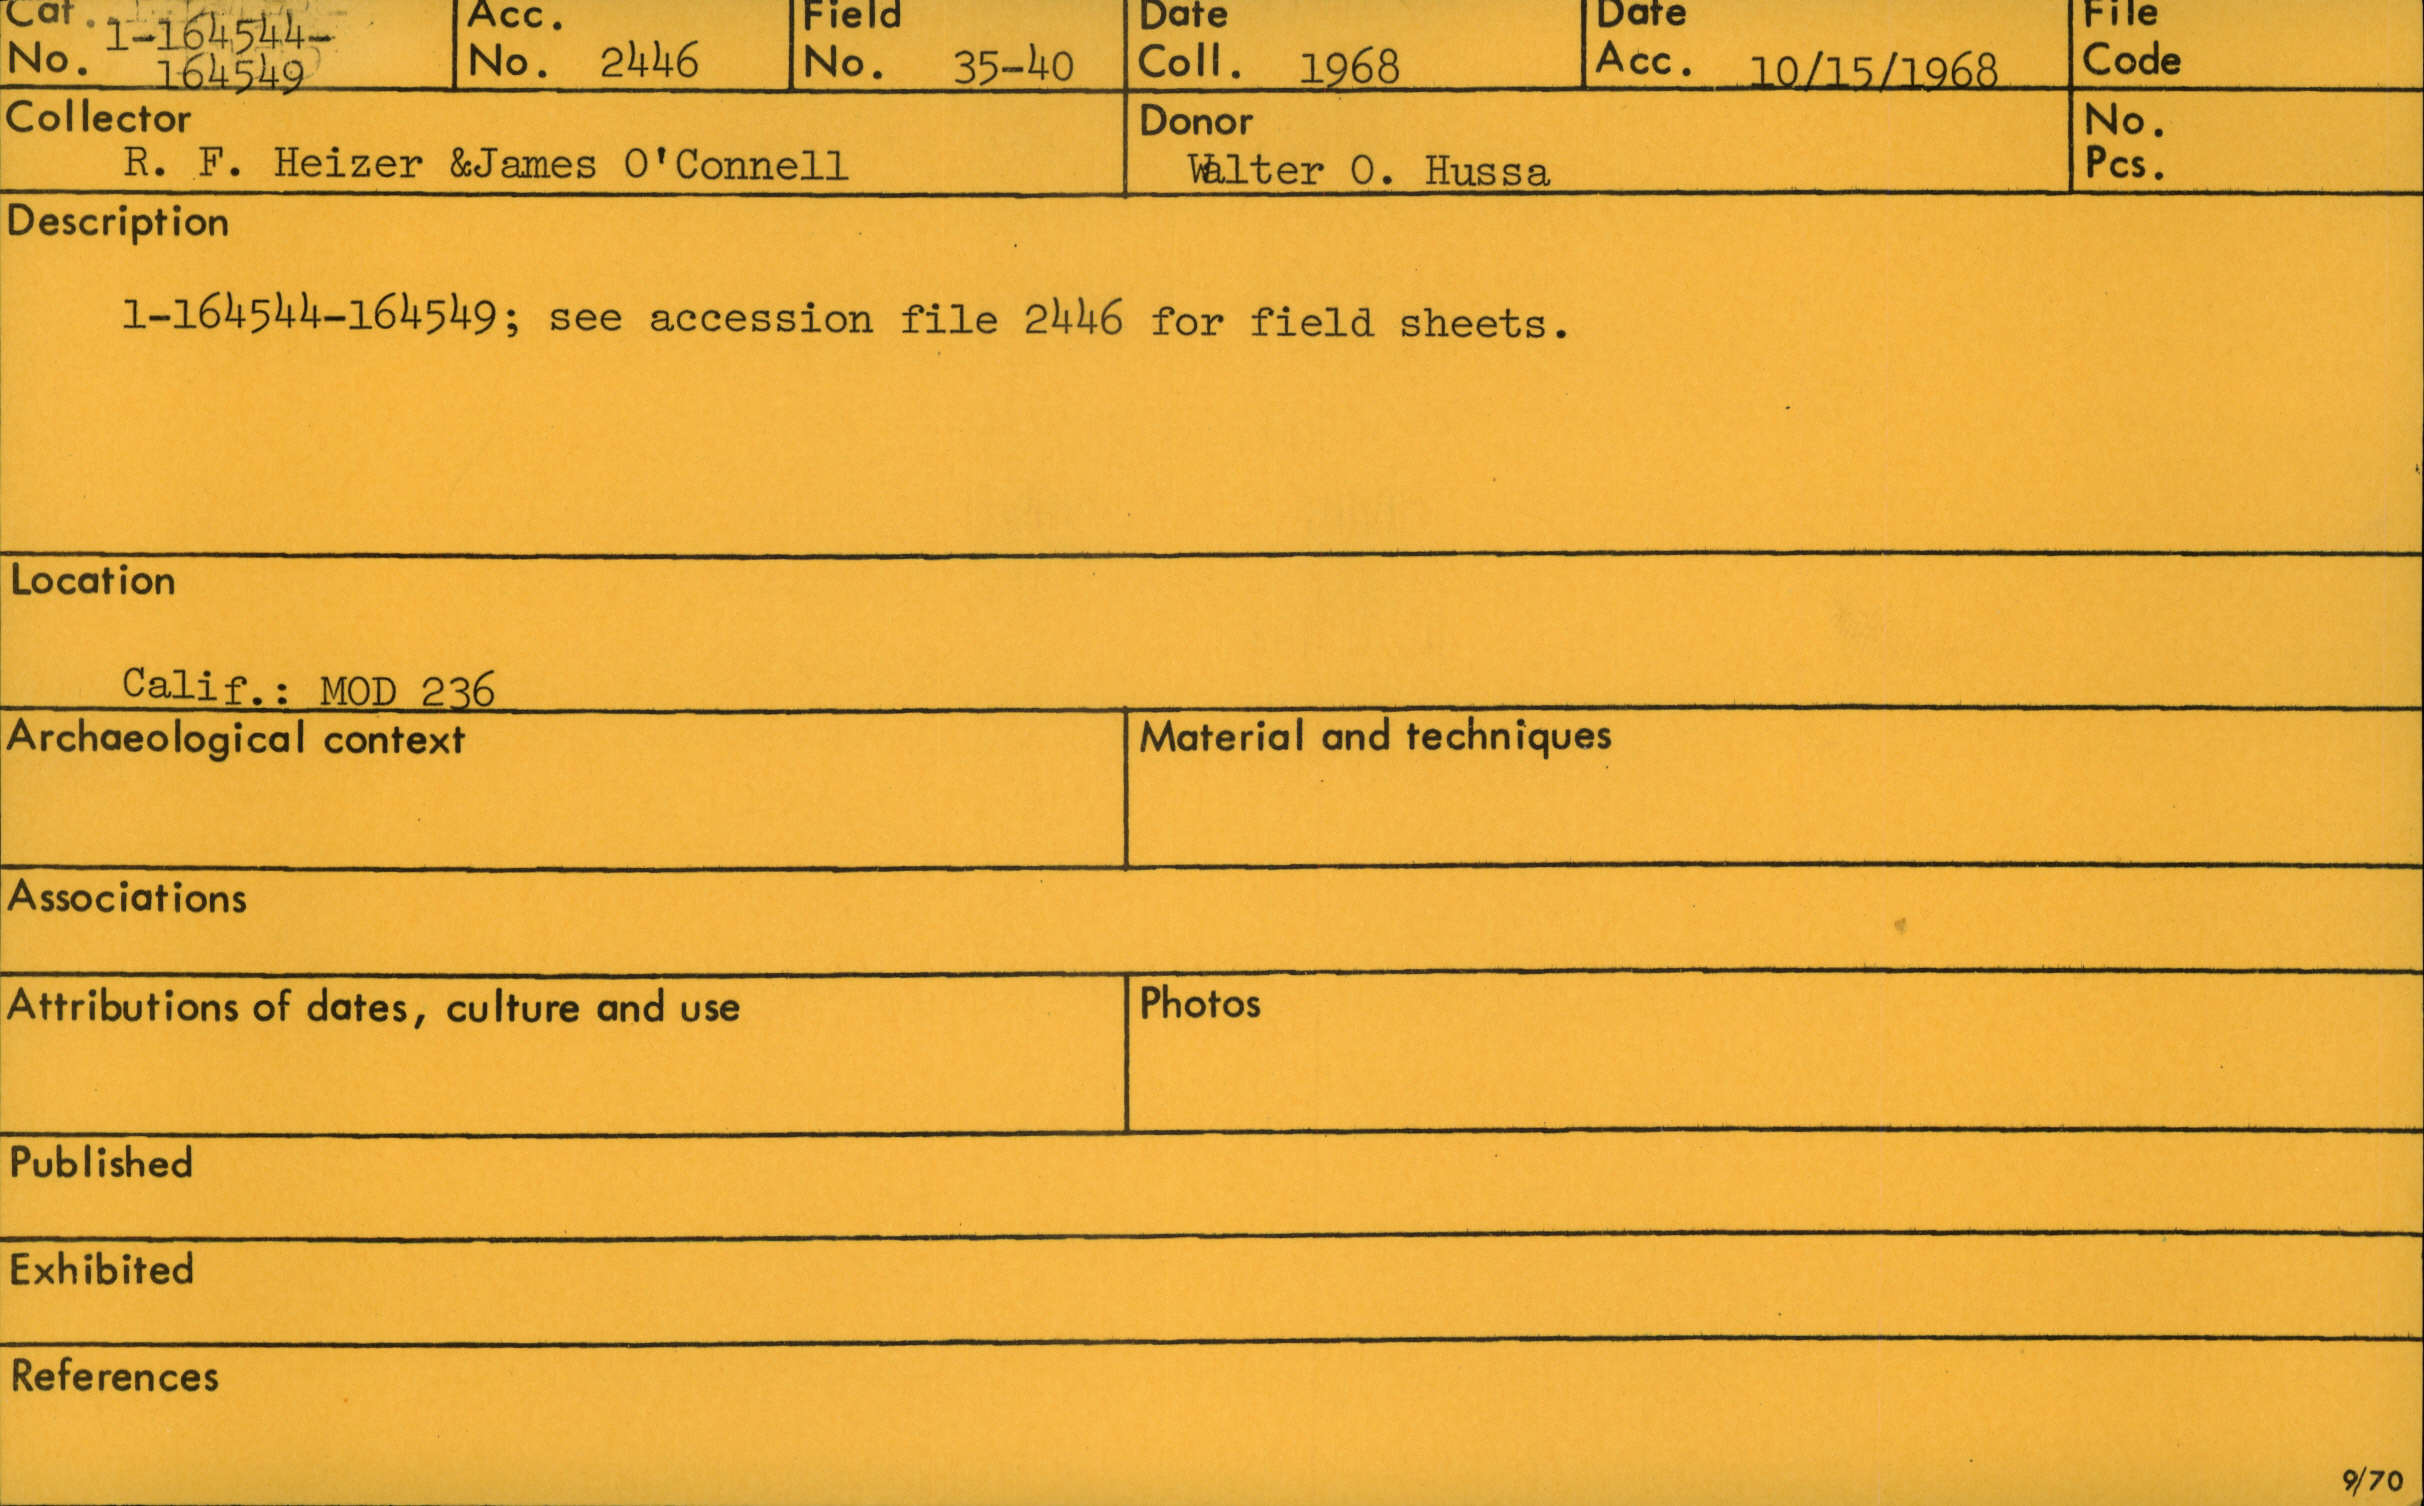 Cat. No. 1-164544-164549
Acc. No. 2446
Field No. 35-40
Date Coll. 1968
Date Acc. 10/15/1968
File Code
Collector
R. F. Heizer &James O'Connell
Donor
Walter O. Hussa
No. Pcs.
Description
1-164544-164549; see accession file 2446 for field sheets.
Location
Calif.: MOD 236
Archaeological context
Material and techniques
Associations
Attributions of dates, culture and use
Photos
Published
Exhibited
References
9/70